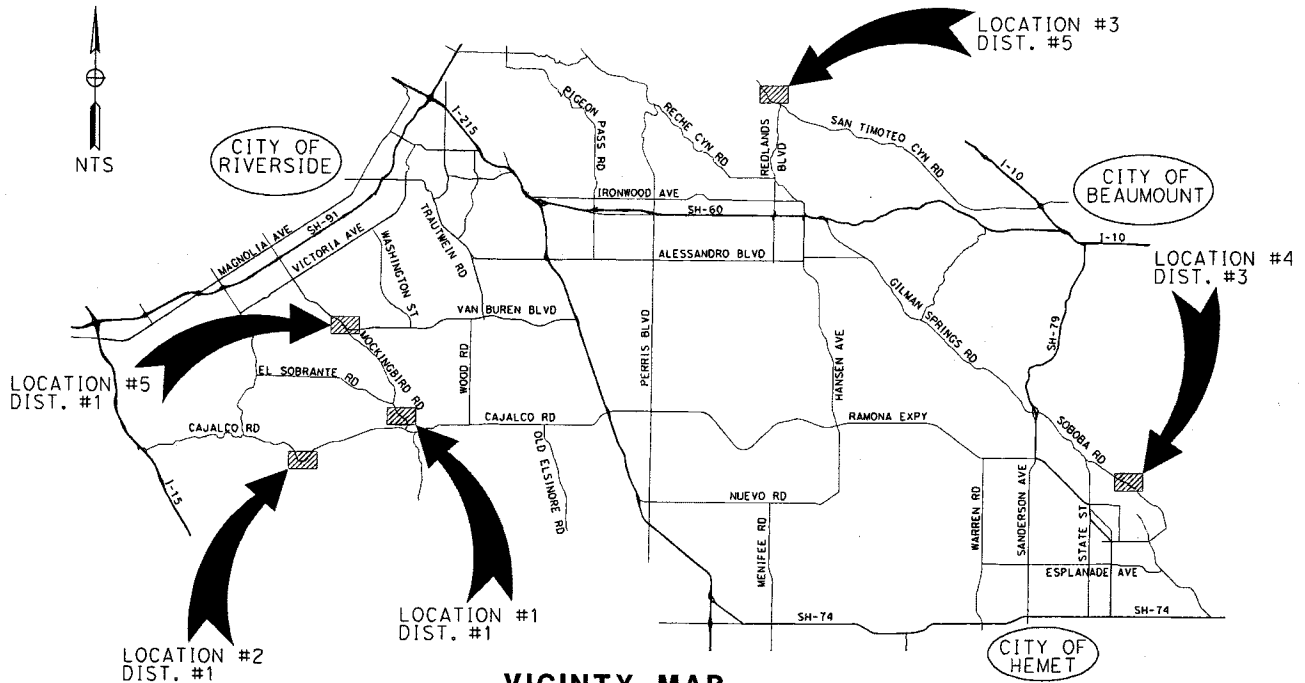 LOCATION #3
DIST. #5
NTS
CITY OF
RIVERSIDE
I-215
PIGEON
PASS RD
RECHE CYN RD
REDLANDS
BLVD
SAN TIMOTEO CYN RD
I-10
CITY OF
BEAUMOUNT
IRONWOOD AVE
SH-60
I-10
MAGNOLIA AVE
SH-91
VICTORIA AVE
WASHINGTON ST
TRAUTWEIN RD
ALESSANDRO BLVD
LOCATION #4
DIST. #3
VAN BUREN BLVD
GILMAN SPRINGS RD
SH-79
MOCKINGBIRD RD
WOOD RD
PERRIS BLVD
HANSEN AVE
LOCATION #5
DIST. #1
EL SOBRANTE RD
CAJALCO RD
CAJALCO RD
RAMONA EXPY
SOBOBA RD
OLD ELSINORE RD
I-15
NUEVO RD
MENIFEE RD
WARREN RD
SANDERSON AVE
STATE ST
ESPLANADE AVE
LOCATION #1
DIST. #1
SH-74
SH-74
LOCATION #2
DIST. #1
CITY OF
HEMET
VICINTY MAP